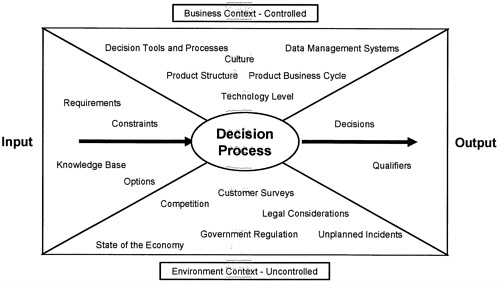 Business Context - Controlled
Decision Tools and Processes
Data Management Systems
Culture
Product Structure
Product Business Cycle
Technology Level
Requirements
Constraints
Decision
Process
Decisions
Input
Output
Knowledge Base
Qualifiers
Options
Customer Surveys
Competition
Legal Considerations
Government Regulation
Unplanned Incidents
State of the Economy
Environment Context - Uncontrolled